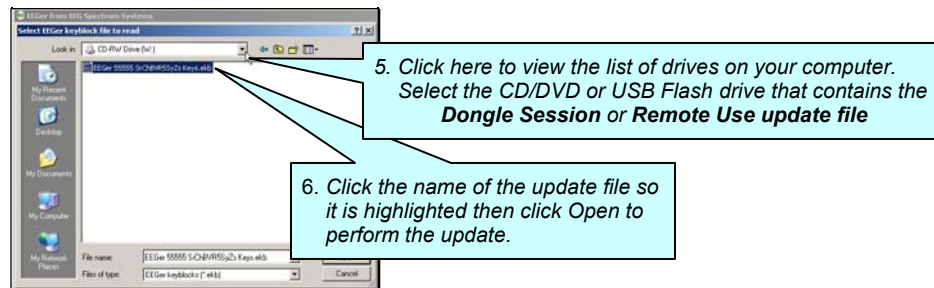 EEGer from EEG Spectrum Systems
Select EEGer keyblock file to read
Look in: CD-RW Drive (W:)
EEGer 55555 SrChBVR5SyZs Keys.ekb
My Recent
Documents
Desktop
My Documents
My Computer
My Network
Places
File name: EEGer 55555 SrChBVR5SyZs Keys.ekb
Files of type: EEGer keyblocks (*.ekb)
Cancel
5. Click here to view the list of drives on your computer.
Select the CD/DVD or USB Flash drive that contains the
Dongle Session or Remote Use update file
6. Click the name of the update file so
it is highlighted then click Open to
perform the update.